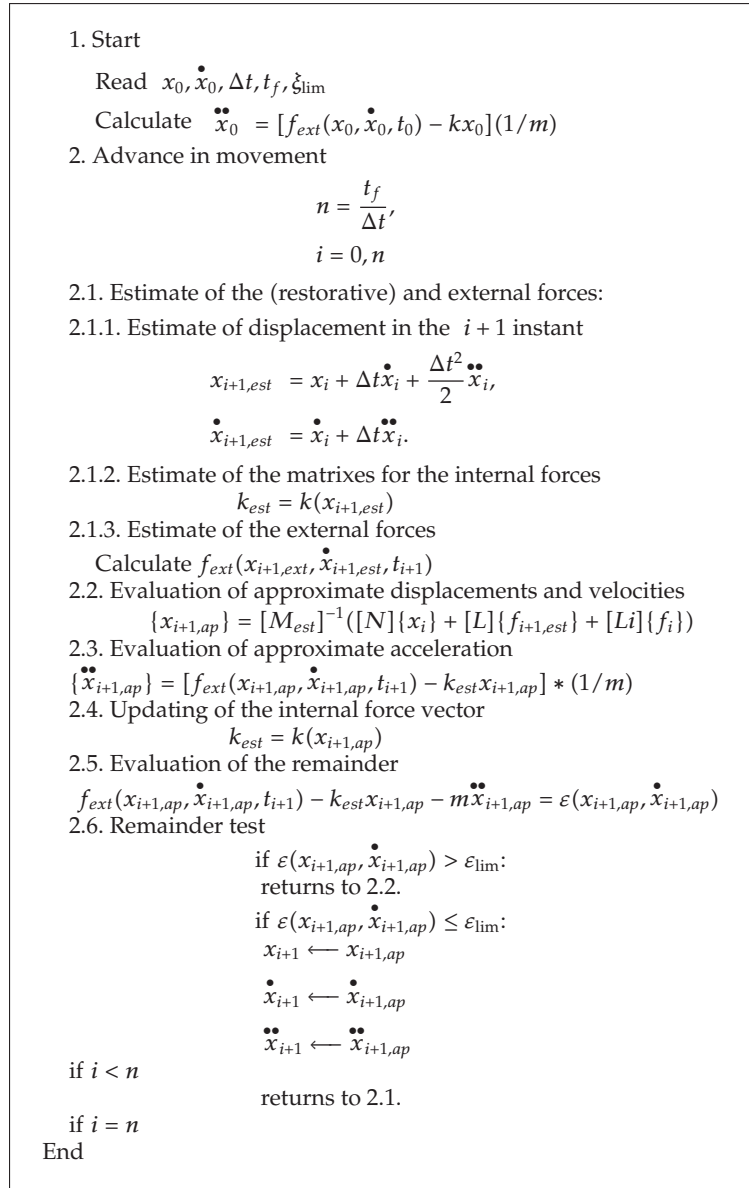 1. Start
Read x₀, ẋ₀, Δt, t_f, ξ_lim
Calculate ẍ₀ = [f_ext(x₀, ẋ₀, t₀) − kx₀](1/m)
2. Advance in movement
n = t_f/Δt,
i = 0, n
2.1. Estimate of the (restorative) and external forces:
2.1.1. Estimate of displacement in the i + 1 instant
x_{i+1,est} = x_i + Δtẋ_i + Δt²/2 ẍ_i,
ẋ_{i+1,est} = ẋ_i + Δtẍ_i.
2.1.2. Estimate of the matrixes for the internal forces
k_est = k(x_{i+1,est})
2.1.3. Estimate of the external forces
Calculate f_ext(x_{i+1,ext}, ẋ_{i+1,est}, t_{i+1})
2.2. Evaluation of approximate displacements and velocities
{x_{i+1,ap}} = [M_est]⁻¹([N]{x_i} + [L]{f_{i+1,est}} + [Li]{f_i})
2.3. Evaluation of approximate acceleration
{ẍ_{i+1,ap}} = [f_ext(x_{i+1,ap}, ẋ_{i+1,ap}, t_{i+1}) − k_est x_{i+1,ap}] ∗ (1/m)
2.4. Updating of the internal force vector
k_est = k(x_{i+1,ap})
2.5. Evaluation of the remainder
f_ext(x_{i+1,ap}, ẋ_{i+1,ap}, t_{i+1}) − k_est x_{i+1,ap} − mẍ_{i+1,ap} = ε(x_{i+1,ap}, ẋ_{i+1,ap})
2.6. Remainder test
if ε(x_{i+1,ap}, ẋ_{i+1,ap}) > ε_lim:
returns to 2.2.
if ε(x_{i+1,ap}, ẋ_{i+1,ap}) ≤ ε_lim:
x_{i+1} ⟵ x_{i+1,ap}
ẋ_{i+1} ⟵ ẋ_{i+1,ap}
ẍ_{i+1} ⟵ ẍ_{i+1,ap}
if i < n
returns to 2.1.
if i = n
End